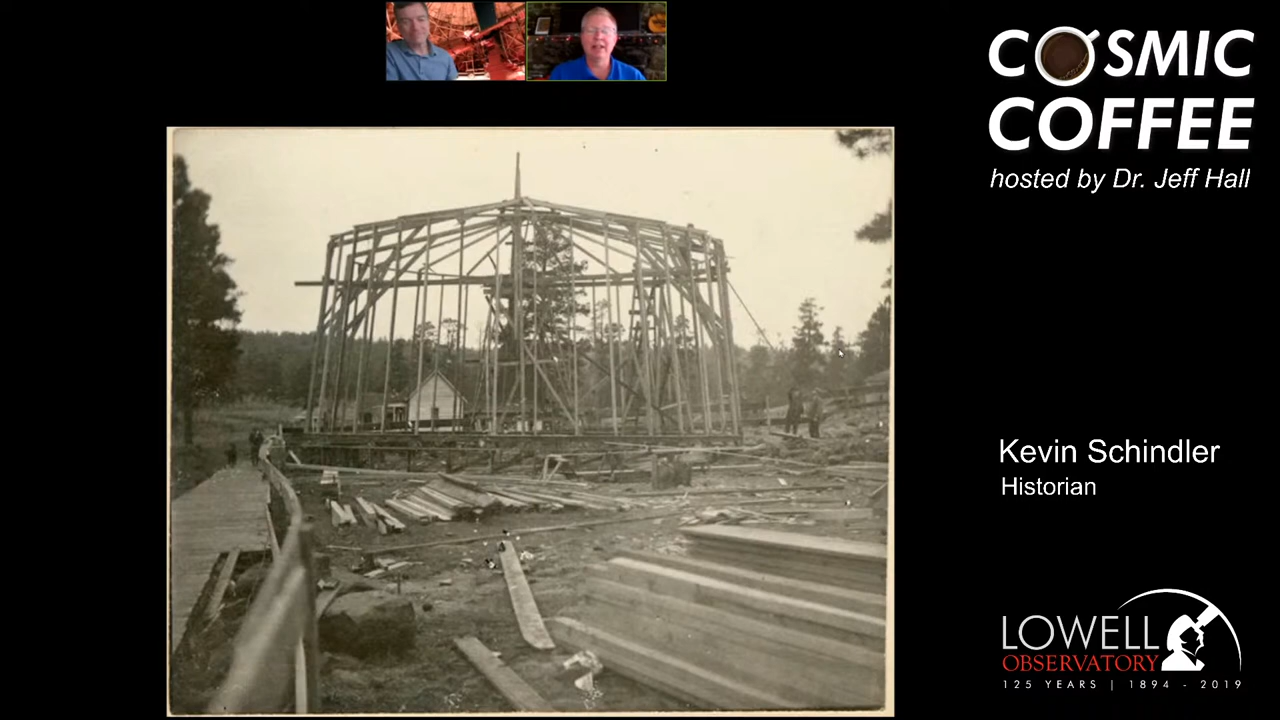 COSMIC
COFFEE
hosted by Dr. Jeff Hall
Kevin Schindler
Historian
LOWELL
OBSERVATORY
125 YEARS | 1894 - 2019